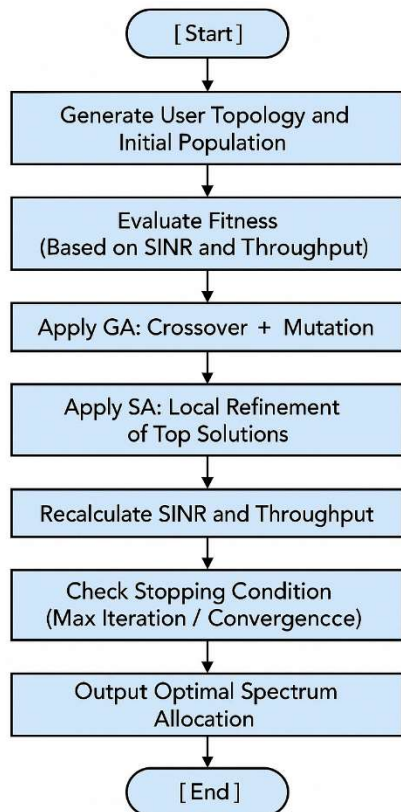 [Start]
Generate User Topology and
Initial Population
Evaluate Fitness
(Based on SINR and Throughput)
Apply GA: Crossover + Mutation
Apply SA: Local Refinement
of Top Solutions
Recalculate SINR and Throughput
Check Stopping Condition
(Max Iteration / Convergencce)
Output Optimal Spectrum
Allocation
[End]